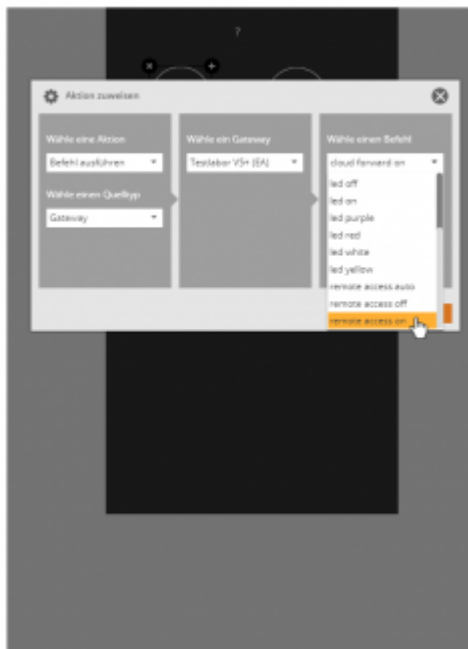 ?
Aktion zuweisen
Wähle eine Aktion
Befehl ausführen
Wähle einen Quelltyp
Gateway
Wähle ein Gateway
Testlabor VS+ (EA)
Wähle einen Befehl
cloud forward on
led off
led on
led purple
led red
led white
led yellow
remote access auto
remote access off
remote access on